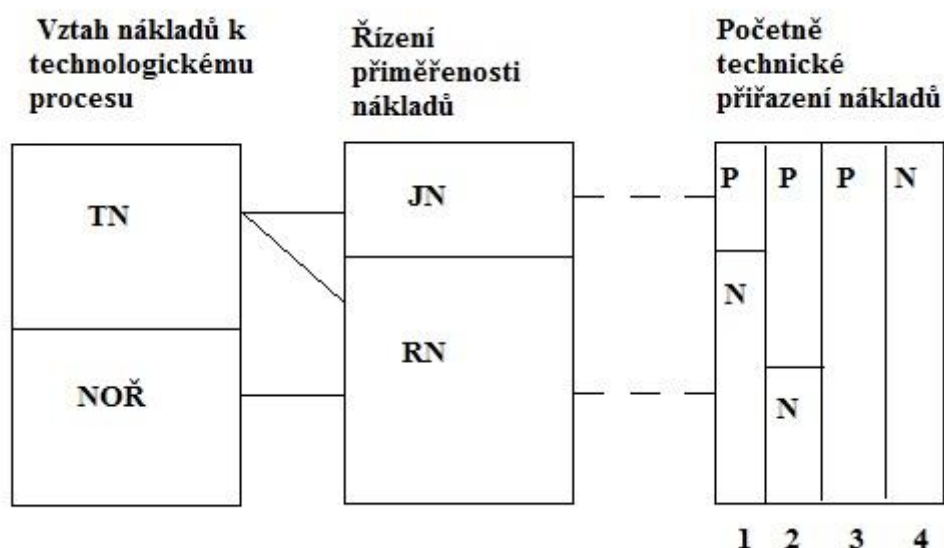 Vztah nákladů k
technologickému
procesu
Řízení
přiměřenosti
nákladů
Početně
technické
přiřazení nákladů
TN
NOŘ
JN
RN
P P P N
N
N
1 2 3 4